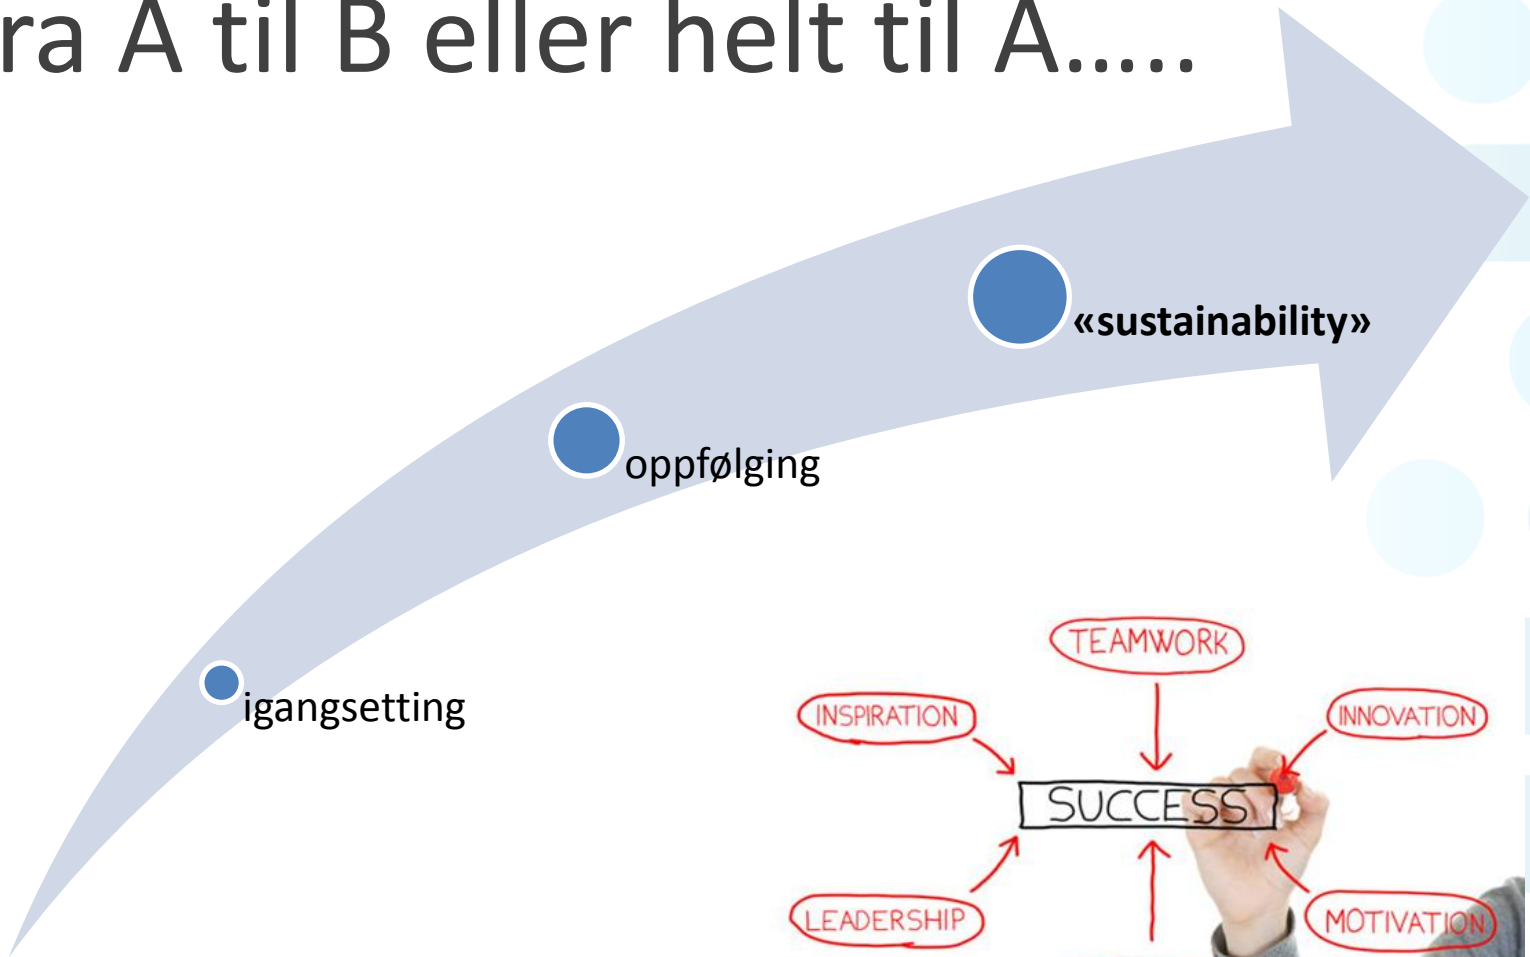 ra A til B eller helt til A.....
«sustainability»
oppfølging
igangsetting
TEAMWORK
INSPIRATION
INNOVATION
SUCCESS
LEADERSHIP
MOTIVATION